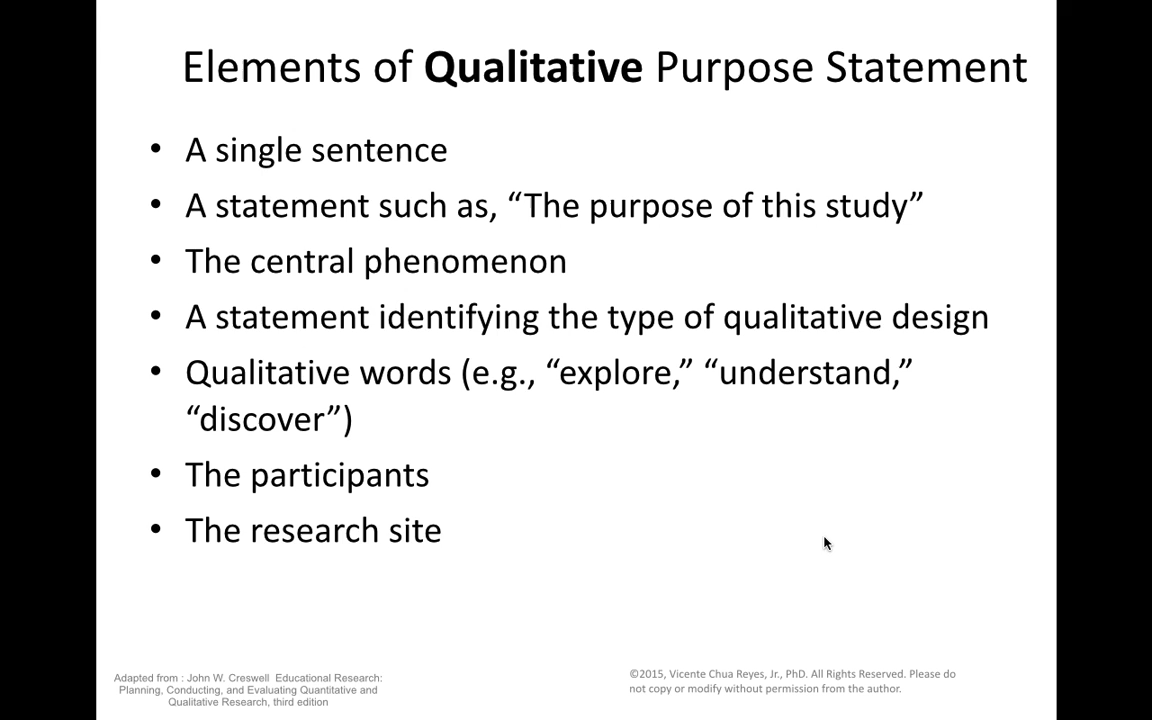 Elements of Qualitative Purpose Statement
• A single sentence
• A statement such as, “The purpose of this study”
• The central phenomenon
• A statement identifying the type of qualitative design
• Qualitative words (e.g., “explore,” “understand,”
“discover”)
• The participants
• The research site
Adapted from : John W. Creswell Educational Research:
Planning, Conducting, and Evaluating Quantitative and
Qualitative Research, third edition
©2015, Vicente Chua Reyes, Jr., PhD. All Rights Reserved. Please do
not copy or modify without permission from the author.